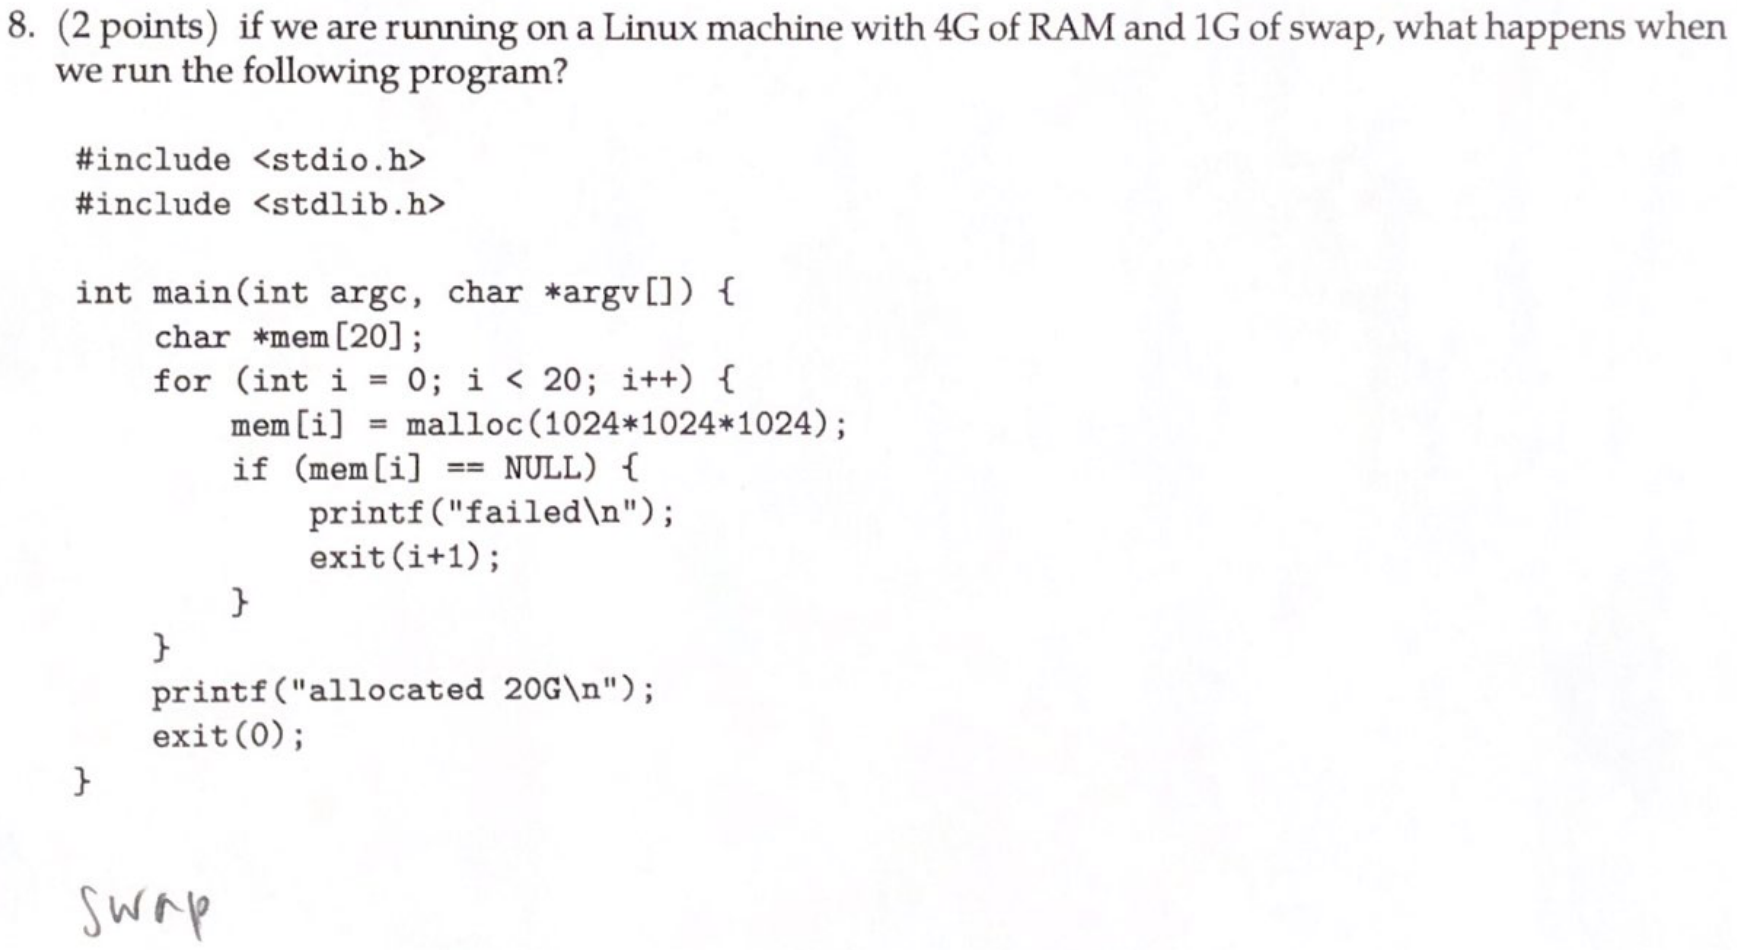 8. (2 points) if we are running on a Linux machine with 4G of RAM and 1G of swap, what happens when
we run the following program?
#include <stdio.h>
#include <stdlib.h>
int main(int argc, char *argv[]) {
    char *mem[20];
    for (int i = 0; i < 20; i++) {
        mem[i] = malloc(1024*1024*1024);
        if (mem[i] == NULL) {
            printf("failed\n");
            exit(i+1);
        }
    }
    printf("allocated 20G\n");
    exit(0);
}
swap